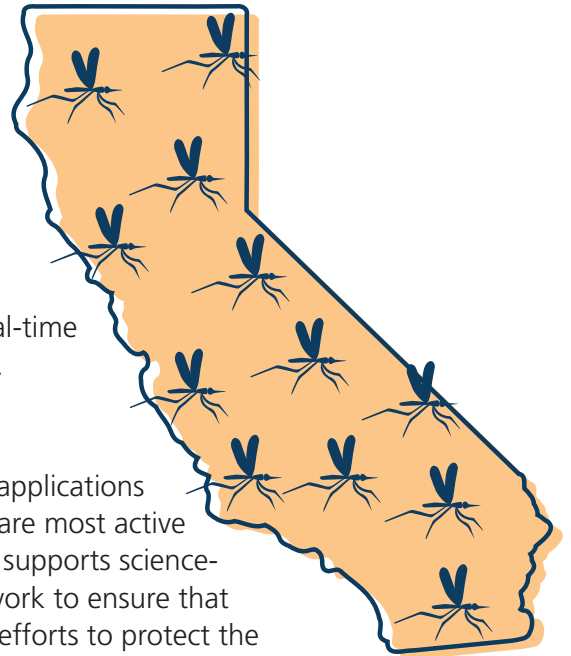 al-time
applications
are most active
supports science-
work to ensure that
efforts to protect the